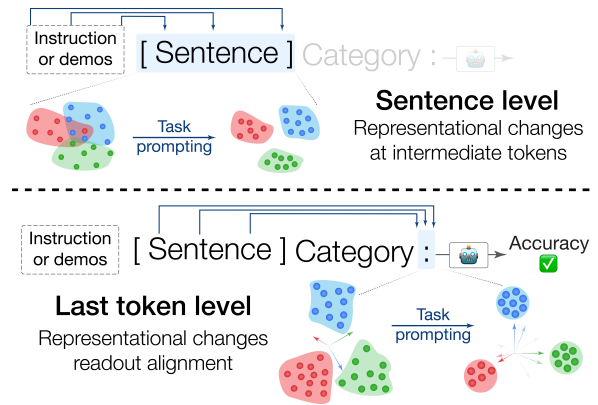 Instruction
or demos
[ Sentence ] Category :
Task
prompting
Sentence level
Representational changes
at intermediate tokens
Instruction
or demos
[ Sentence ] Category :
Accuracy
Last token level
Representational changes
readout alignment
Task
prompting